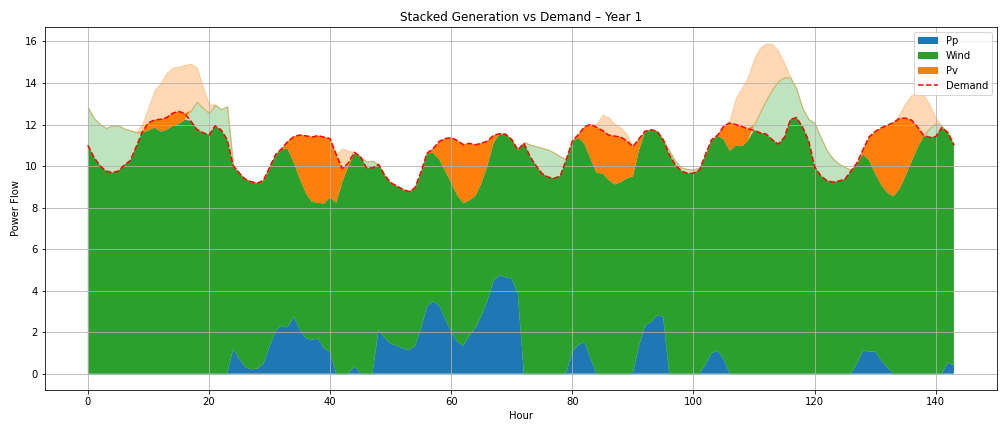 Stacked Generation vs Demand – Year 1
Power Flow
16
14
12
10
8
6
4
2
0
Pp
Wind
Pv
Demand
0 20 40 60 80 100 120 140
Hour